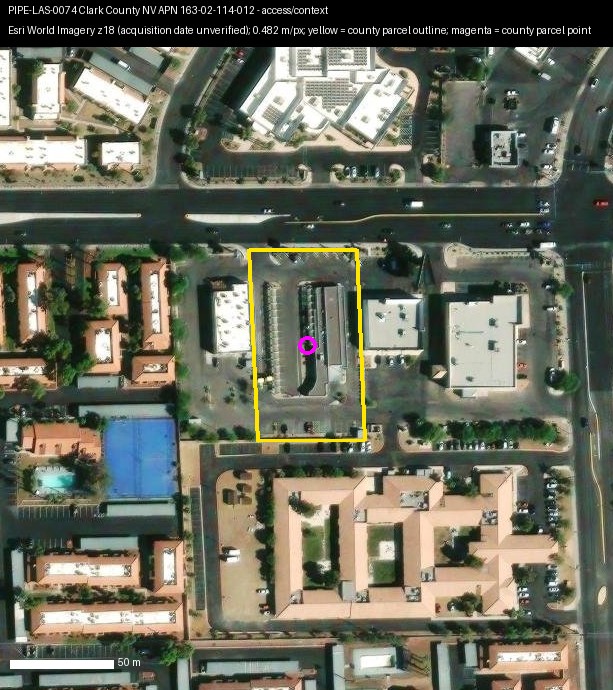 PIPE-LAS-0074 Clark County NV APN 163-02-114-012 - access/context
Esri World Imagery z18 (acquisition date unverified); 0.482 m/px; yellow = county parcel outline; magenta = county parcel point
50 m